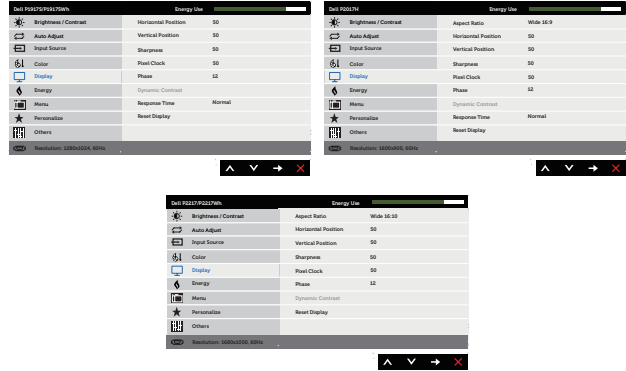 Dell P1917S/P1917SWh Energy Use
Brightness / Contrast Horizontal Position 50
Auto Adjust Vertical Position 50
Input Source Sharpness 50
Color Pixel Clock 50
Display Phase 12
Energy Dynamic Contrast
Menu Response Time Normal
Personalize Reset Display
Others
Resolution: 1280x1024, 60Hz
Dell P2017H Energy Use
Brightness / Contrast Aspect Ratio Wide 16:9
Auto Adjust Horizontal Position 50
Input Source Vertical Position 50
Color Sharpness 50
Display Pixel Clock 50
Energy Phase 12
Menu Dynamic Contrast
Personalize Response Time Normal
Others Reset Display
Resolution: 1600x900, 60Hz
Dell P2217/P2217Wh Energy Use
Brightness / Contrast Aspect Ratio Wide 16:10
Auto Adjust Horizontal Position 50
Input Source Vertical Position 50
Color Sharpness 50
Display Pixel Clock 50
Energy Phase 12
Menu Dynamic Contrast
Personalize Reset Display
Others
Resolution: 1680x1050, 60Hz